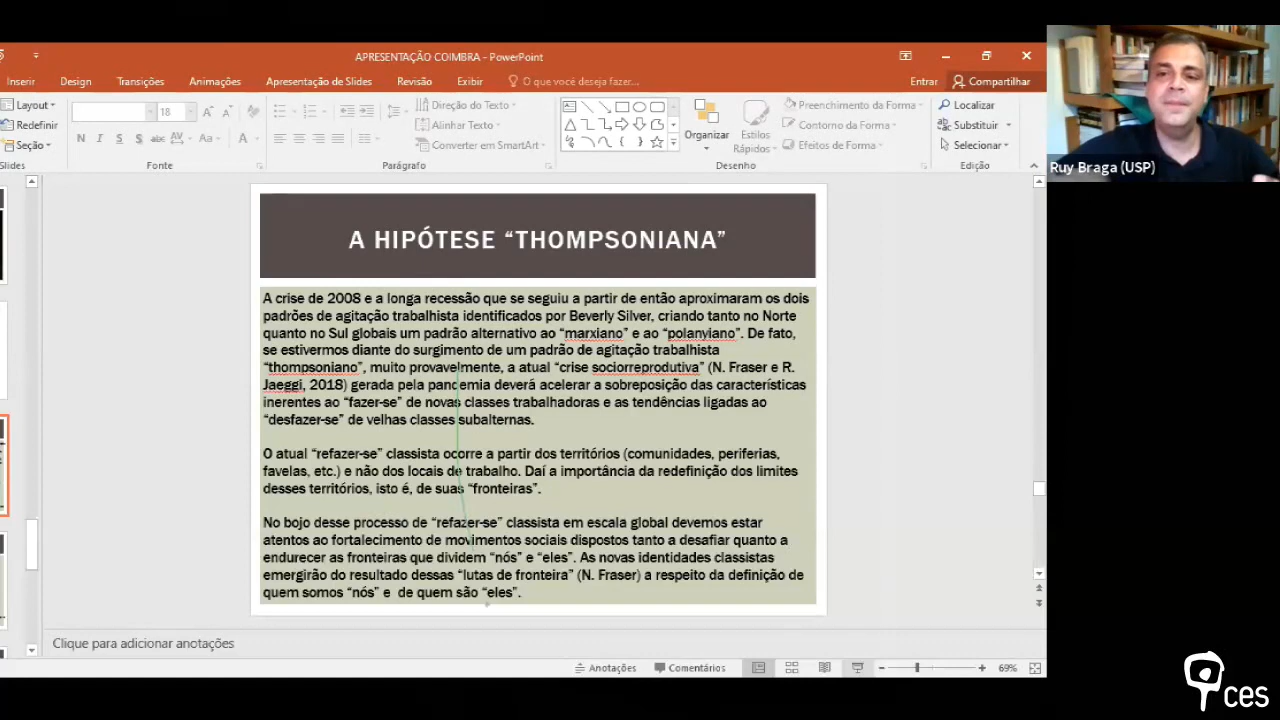 APRESENTAÇÃO COIMBRA - PowerPoint
Inserir Design Transições Animações Apresentação de Slides Revisão Exibir O que você deseja fazer... Entrar Compartilhar
Layout 18 Direção do Texto Preenchimento da Forma Localizar
Redefinir Alinhar Texto Contorno da Forma Substituir
Seção N I S S abc AV Aa A Converter em SmartArt Organizar Estilos Rápidos Efeitos de Forma Selecionar
Slides Fonte Parágrafo Desenho Edição
Ruy Braga (USP)
A HIPÓTESE “THOMPSONIANA”
A crise de 2008 e a longa recessão que se seguiu a partir de então aproximaram os dois
padrões de agitação trabalhista identificados por Beverly Silver, criando tanto no Norte
quanto no Sul globais um padrão alternativo ao “marxiano” e ao “polanyiano”. De fato,
se estivermos diante do surgimento de um padrão de agitação trabalhista
“thompsoniano”, muito provavelmente, a atual “crise sociorreprodutiva” (N. Fraser e R.
Jaeggi, 2018) gerada pela pandemia deverá acelerar a sobreposição das características
inerentes ao “fazer-se” de novas classes trabalhadoras e as tendências ligadas ao
“desfazer-se” de velhas classes subalternas.
O atual “refazer-se” classista ocorre a partir dos territórios (comunidades, periferias,
favelas, etc.) e não dos locais de trabalho. Daí a importância da redefinição dos limites
desses territórios, isto é, de suas “fronteiras”.
No bojo desse processo de “refazer-se” classista em escala global devemos estar
atentos ao fortalecimento de movimentos sociais dispostos tanto a desafiar quanto a
endurecer as fronteiras que dividem “nós” e “eles”. As novas identidades classistas
emergirão do resultado dessas “lutas de fronteira” (N. Fraser) a respeito da definição de
quem somos “nós” e de quem são “eles”.
Clique para adicionar anotações
Anotações Comentários 69%
ces